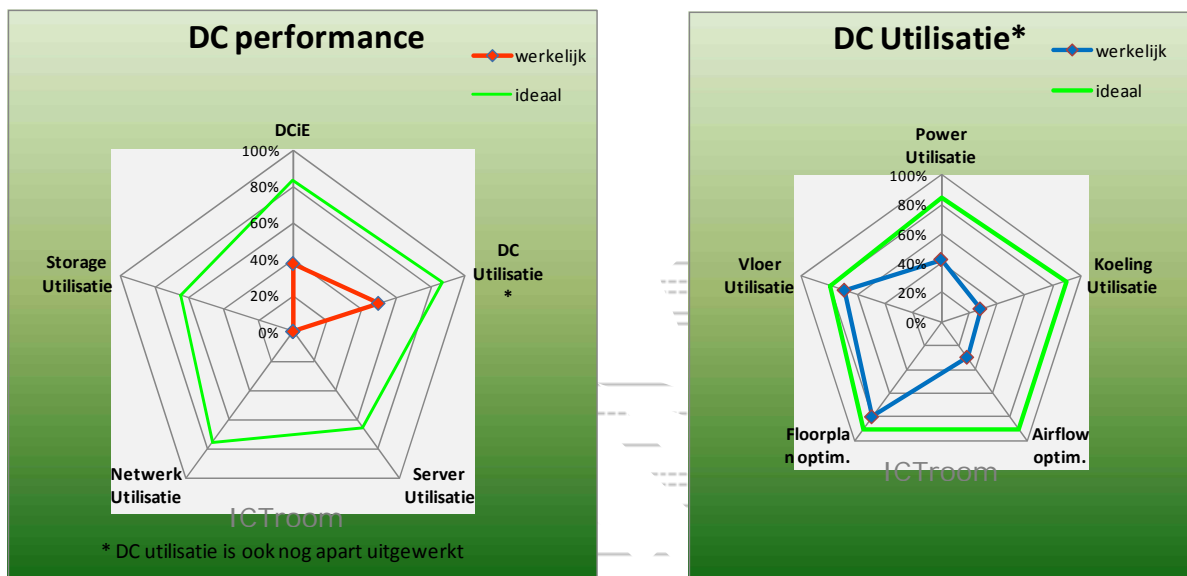 DC performance
werkelijk
ideaal
DCiE
100%
80%
60%
40%
20%
0%
DC
Utilisatie
*
Server
Utilisatie
Netwerk
Utilisatie
Storage
Utilisatie
ICTroom
* DC utilisatie is ook nog apart uitgewerkt
DC Utilisatie*
werkelijk
ideaal
Power
Utilisatie
100%
80%
60%
40%
20%
0%
Koeling
Utilisatie
Airflow
optim.
Floorpla
n optim.
Vloer
Utilisatie
ICTroom